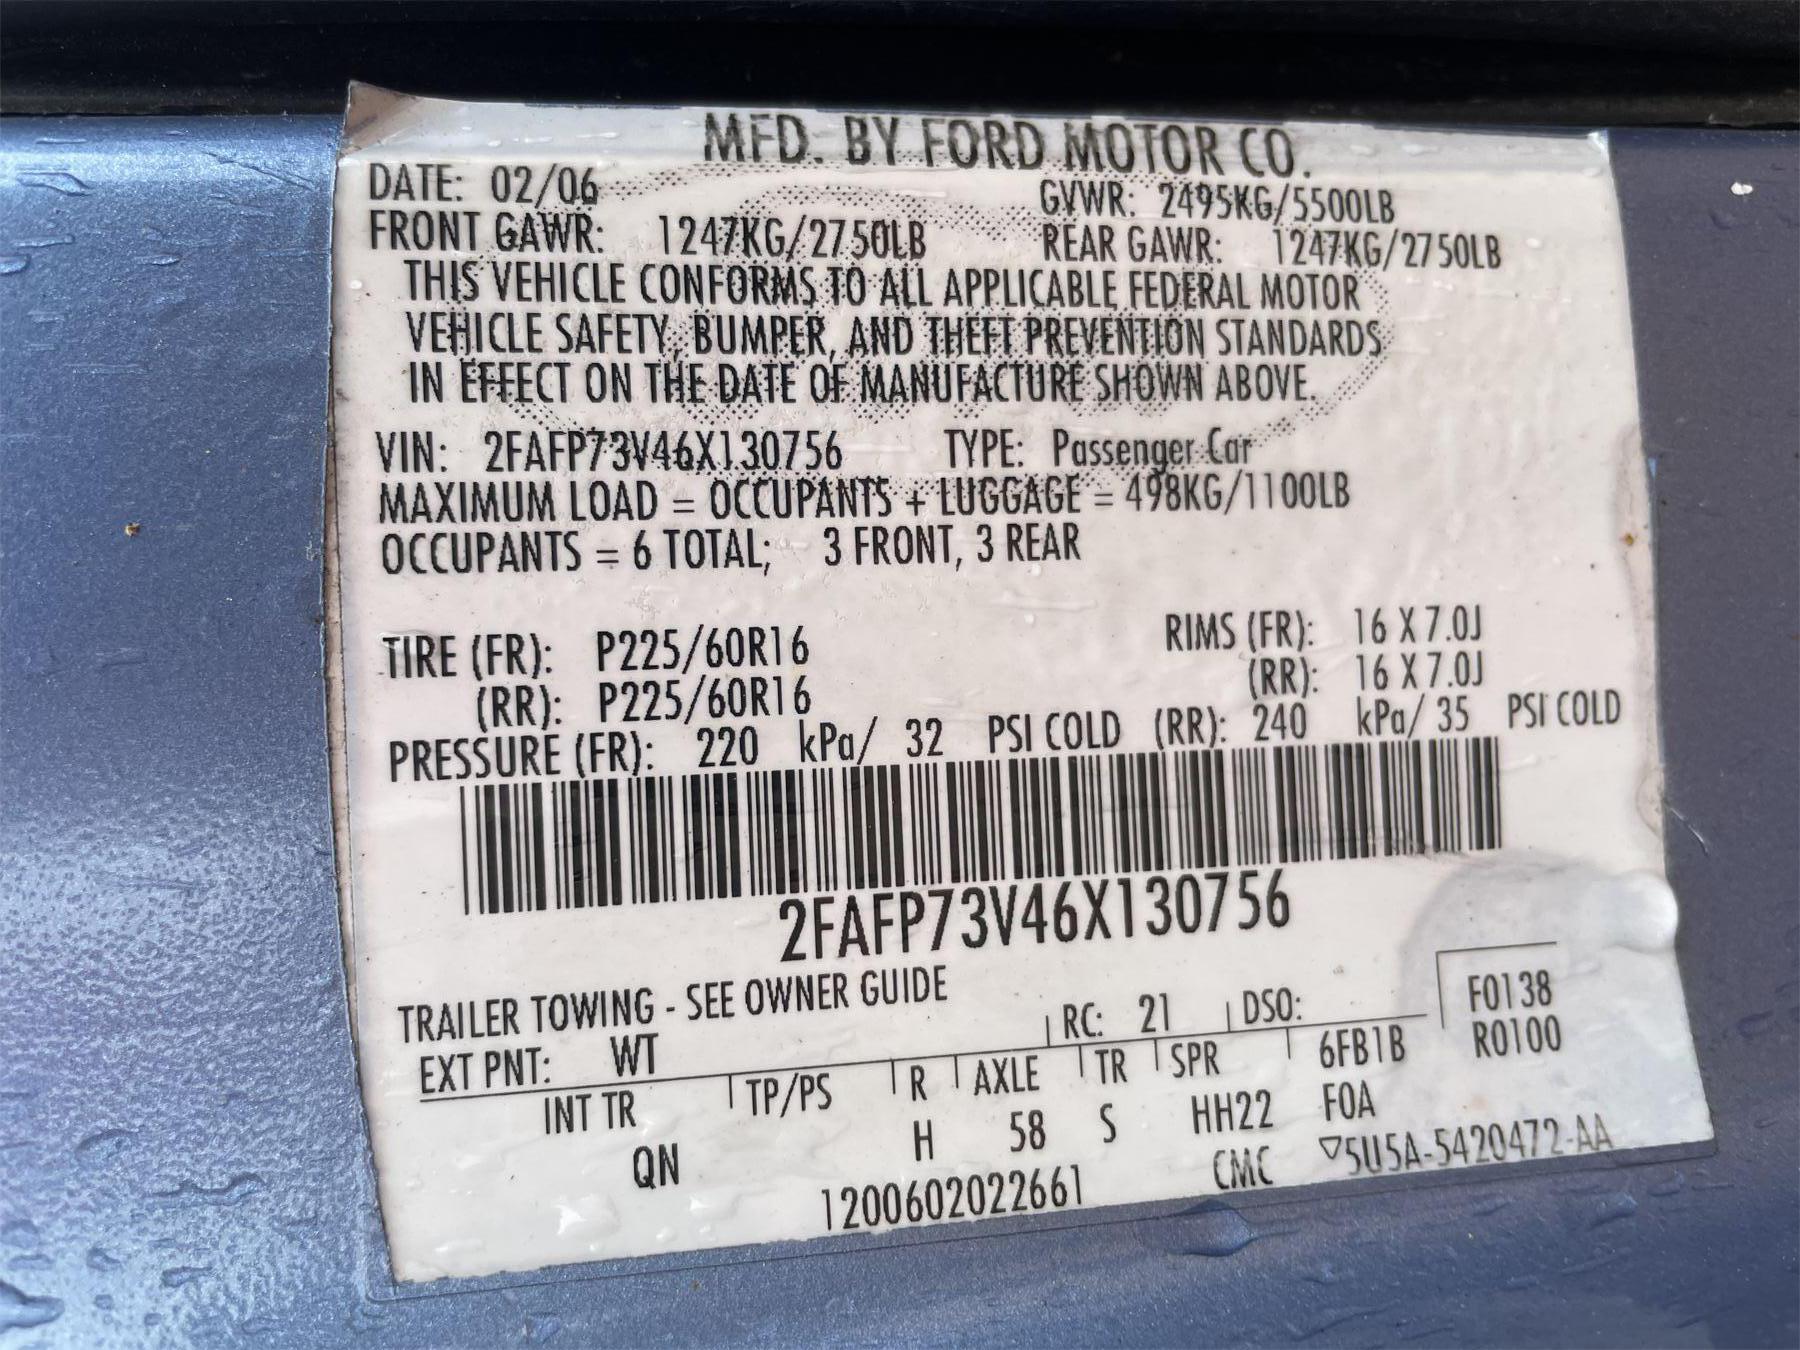 MFD. BY FORD MOTOR CO.
DATE: 02/06 GVWR: 2495KG/5500LB
FRONT GAWR: 1247KG/2750LB REAR GAWR: 1247KG/2750LB
THIS VEHICLE CONFORMS TO ALL APPLICABLE FEDERAL MOTOR
VEHICLE SAFETY, BUMPER, AND THEFT PREVENTION STANDARDS
IN EFFECT ON THE DATE OF MANUFACTURE SHOWN ABOVE.
VIN: 2FAFP73V46X130756 TYPE: Passenger Car
MAXIMUM LOAD = OCCUPANTS + LUGGAGE = 498KG/1100LB
OCCUPANTS = 6 TOTAL; 3 FRONT, 3 REAR
TIRE (FR): P225/60R16 RIMS (FR): 16 X 7.0J
(RR): P225/60R16 (RR): 16 X 7.0J
PRESSURE (FR): 220 kPa/ 32 PSI COLD (RR): 240 kPa/ 35 PSI COLD
2FAFP73V46X130756
TRAILER TOWING - SEE OWNER GUIDE
EXT PNT: WT RC: 21 DSO: F0138
R0100
INT TR TP/PS R AXLE TR SPR 6FB1B
QN H 58 S HH22 FOA
1200602022661 CMC ▽5U5A-5420472-AA